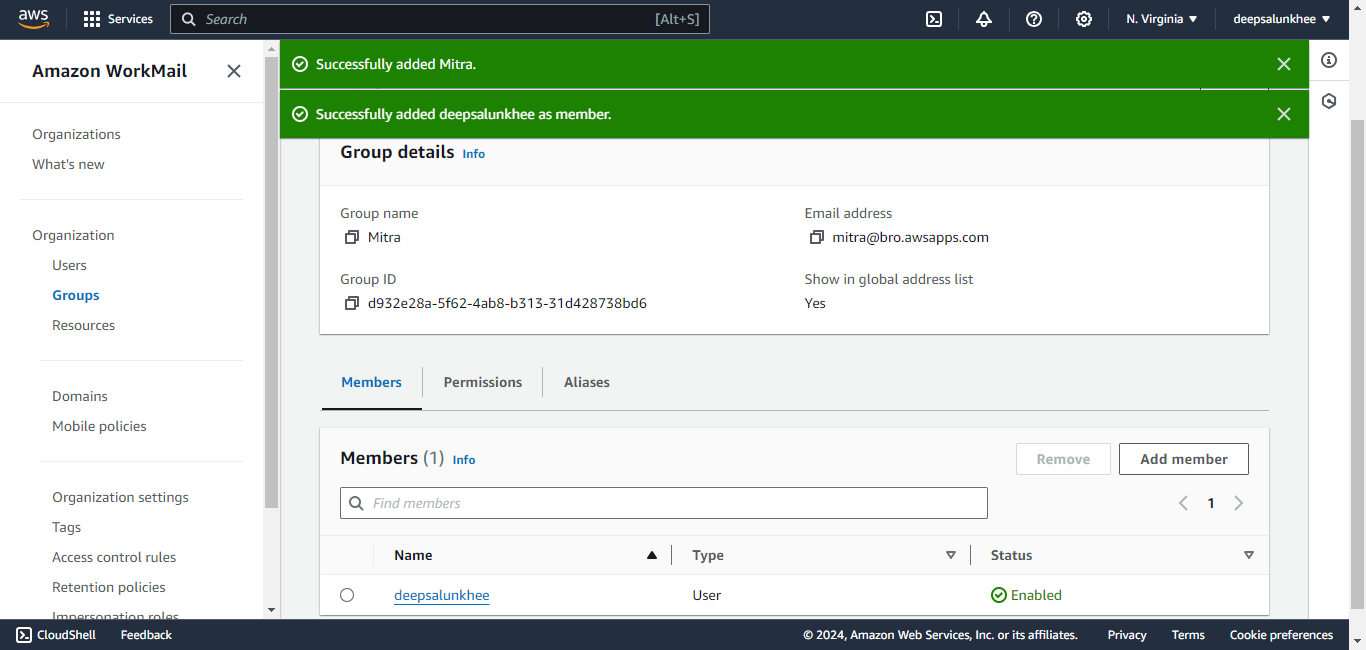 aws Services Search [Alt+S] N. Virginia deepsalunkhee
Amazon WorkMail
Organizations
What's new
Organization
Users
Groups
Resources
Domains
Mobile policies
Organization settings
Tags
Access control rules
Retention policies
Impersonation roles
Successfully added Mitra.
Successfully added deepsalunkhee as member.
Group details Info
Group name
Mitra
Email address
mitra@bro.awsapps.com
Group ID
d932e28a-5f62-4ab8-b313-31d428738bd6
Show in global address list
Yes
Members Permissions Aliases
Members (1) Info Remove Add member
Find members 1
Name Type Status
deepsalunkhee User Enabled
CloudShell Feedback © 2024, Amazon Web Services, Inc. or its affiliates. Privacy Terms Cookie preferences